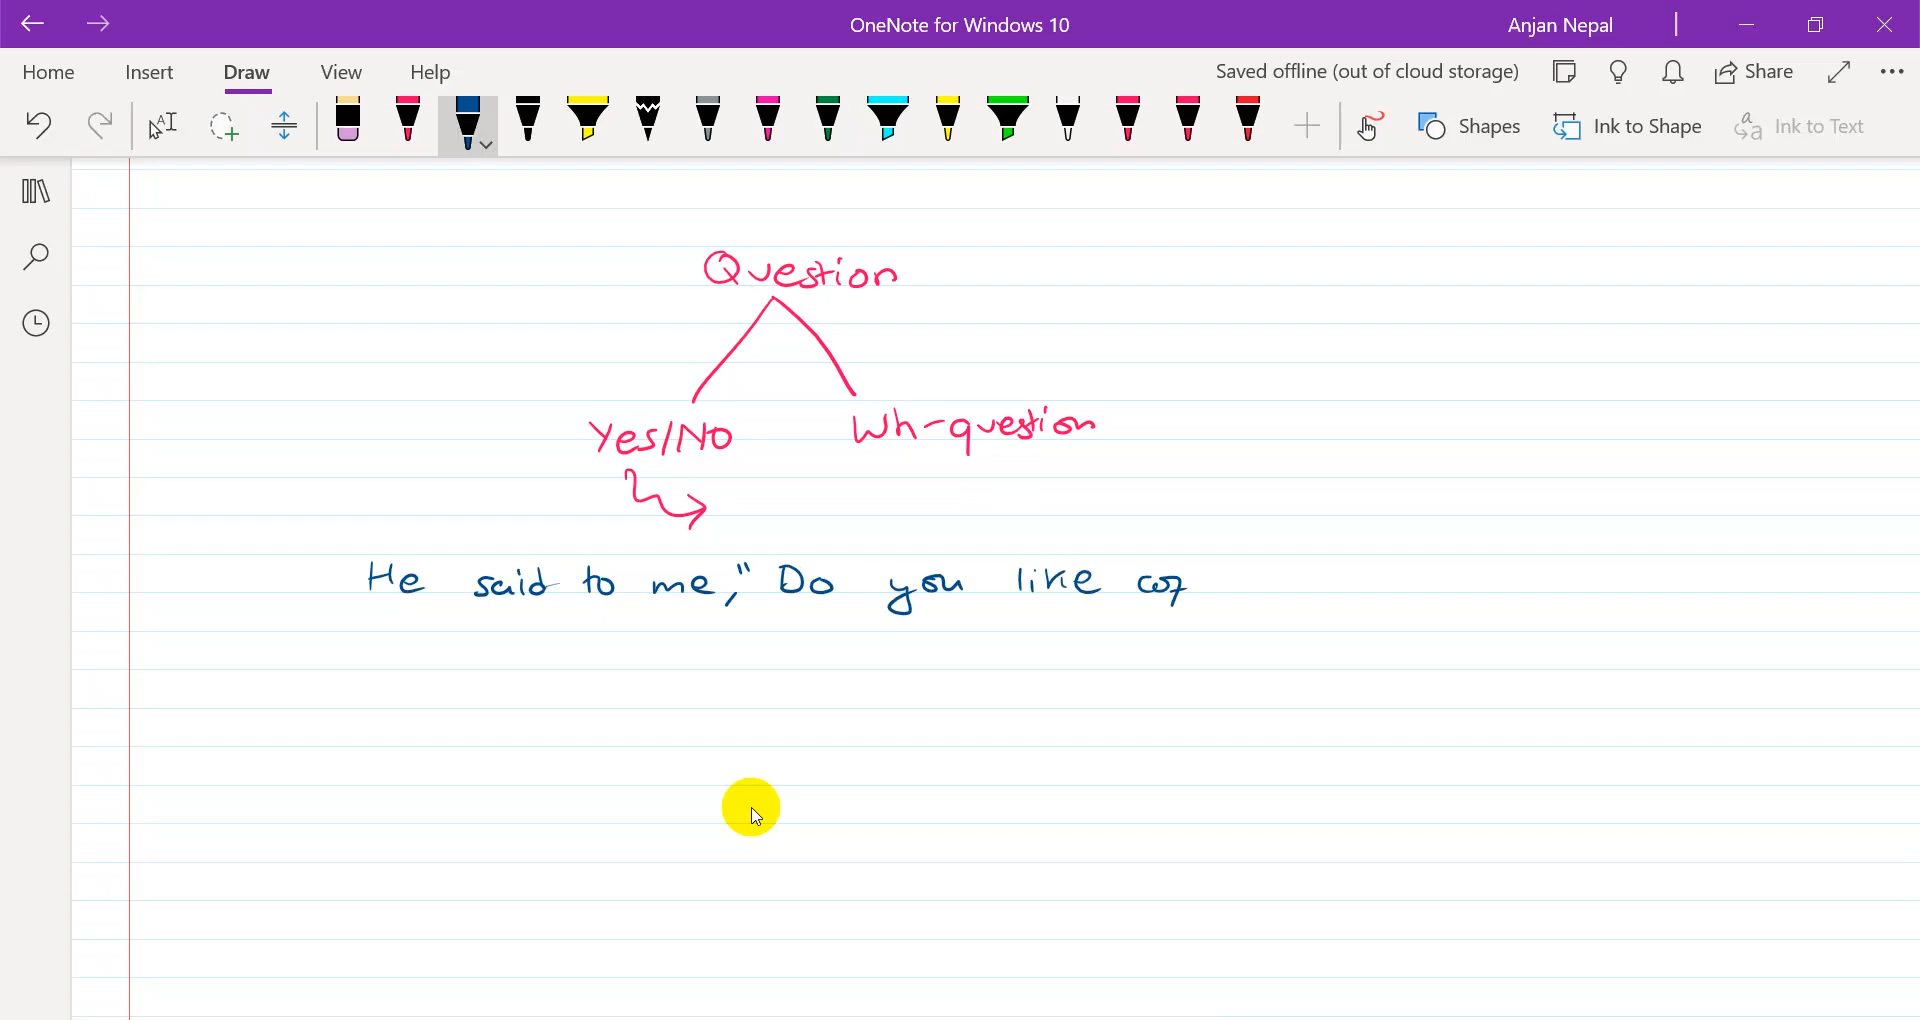 OneNote for Windows 10
Anjan Nepal
Home Insert Draw View Help
Saved offline (out of cloud storage)
Share
Shapes
Ink to Shape
Ink to Text
Question
Yes/No
Wh-question
He said to me," Do you like